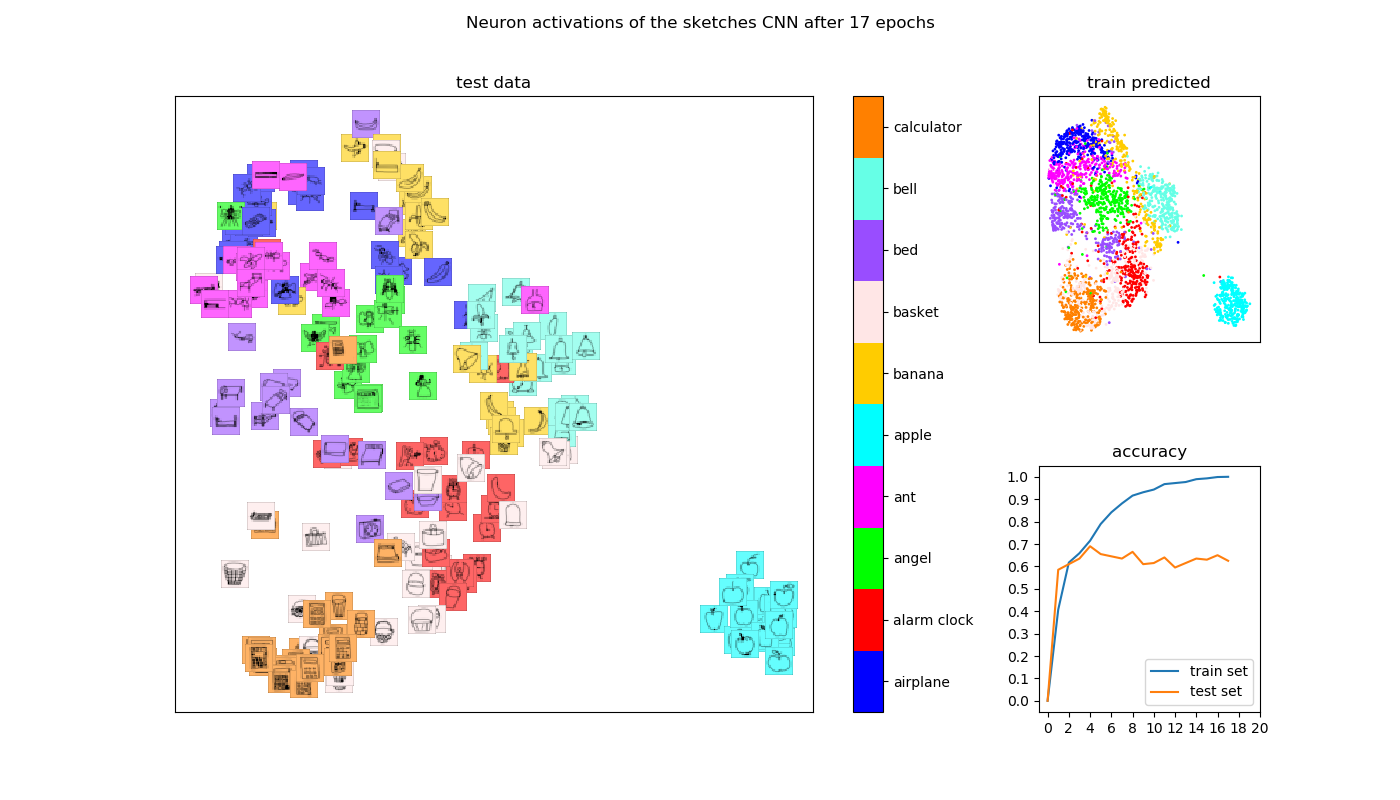 Neuron activations of the sketches CNN after 17 epochs
test data
calculator
bell
bed
basket
banana
apple
ant
angel
alarm clock
airplane
train predicted
accuracy
1.0
0.9
0.8
0.7
0.6
0.5
0.4
0.3
0.2
0.1
0.0
train set
test set
0 2 4 6 8 10 12 14 16 18 20